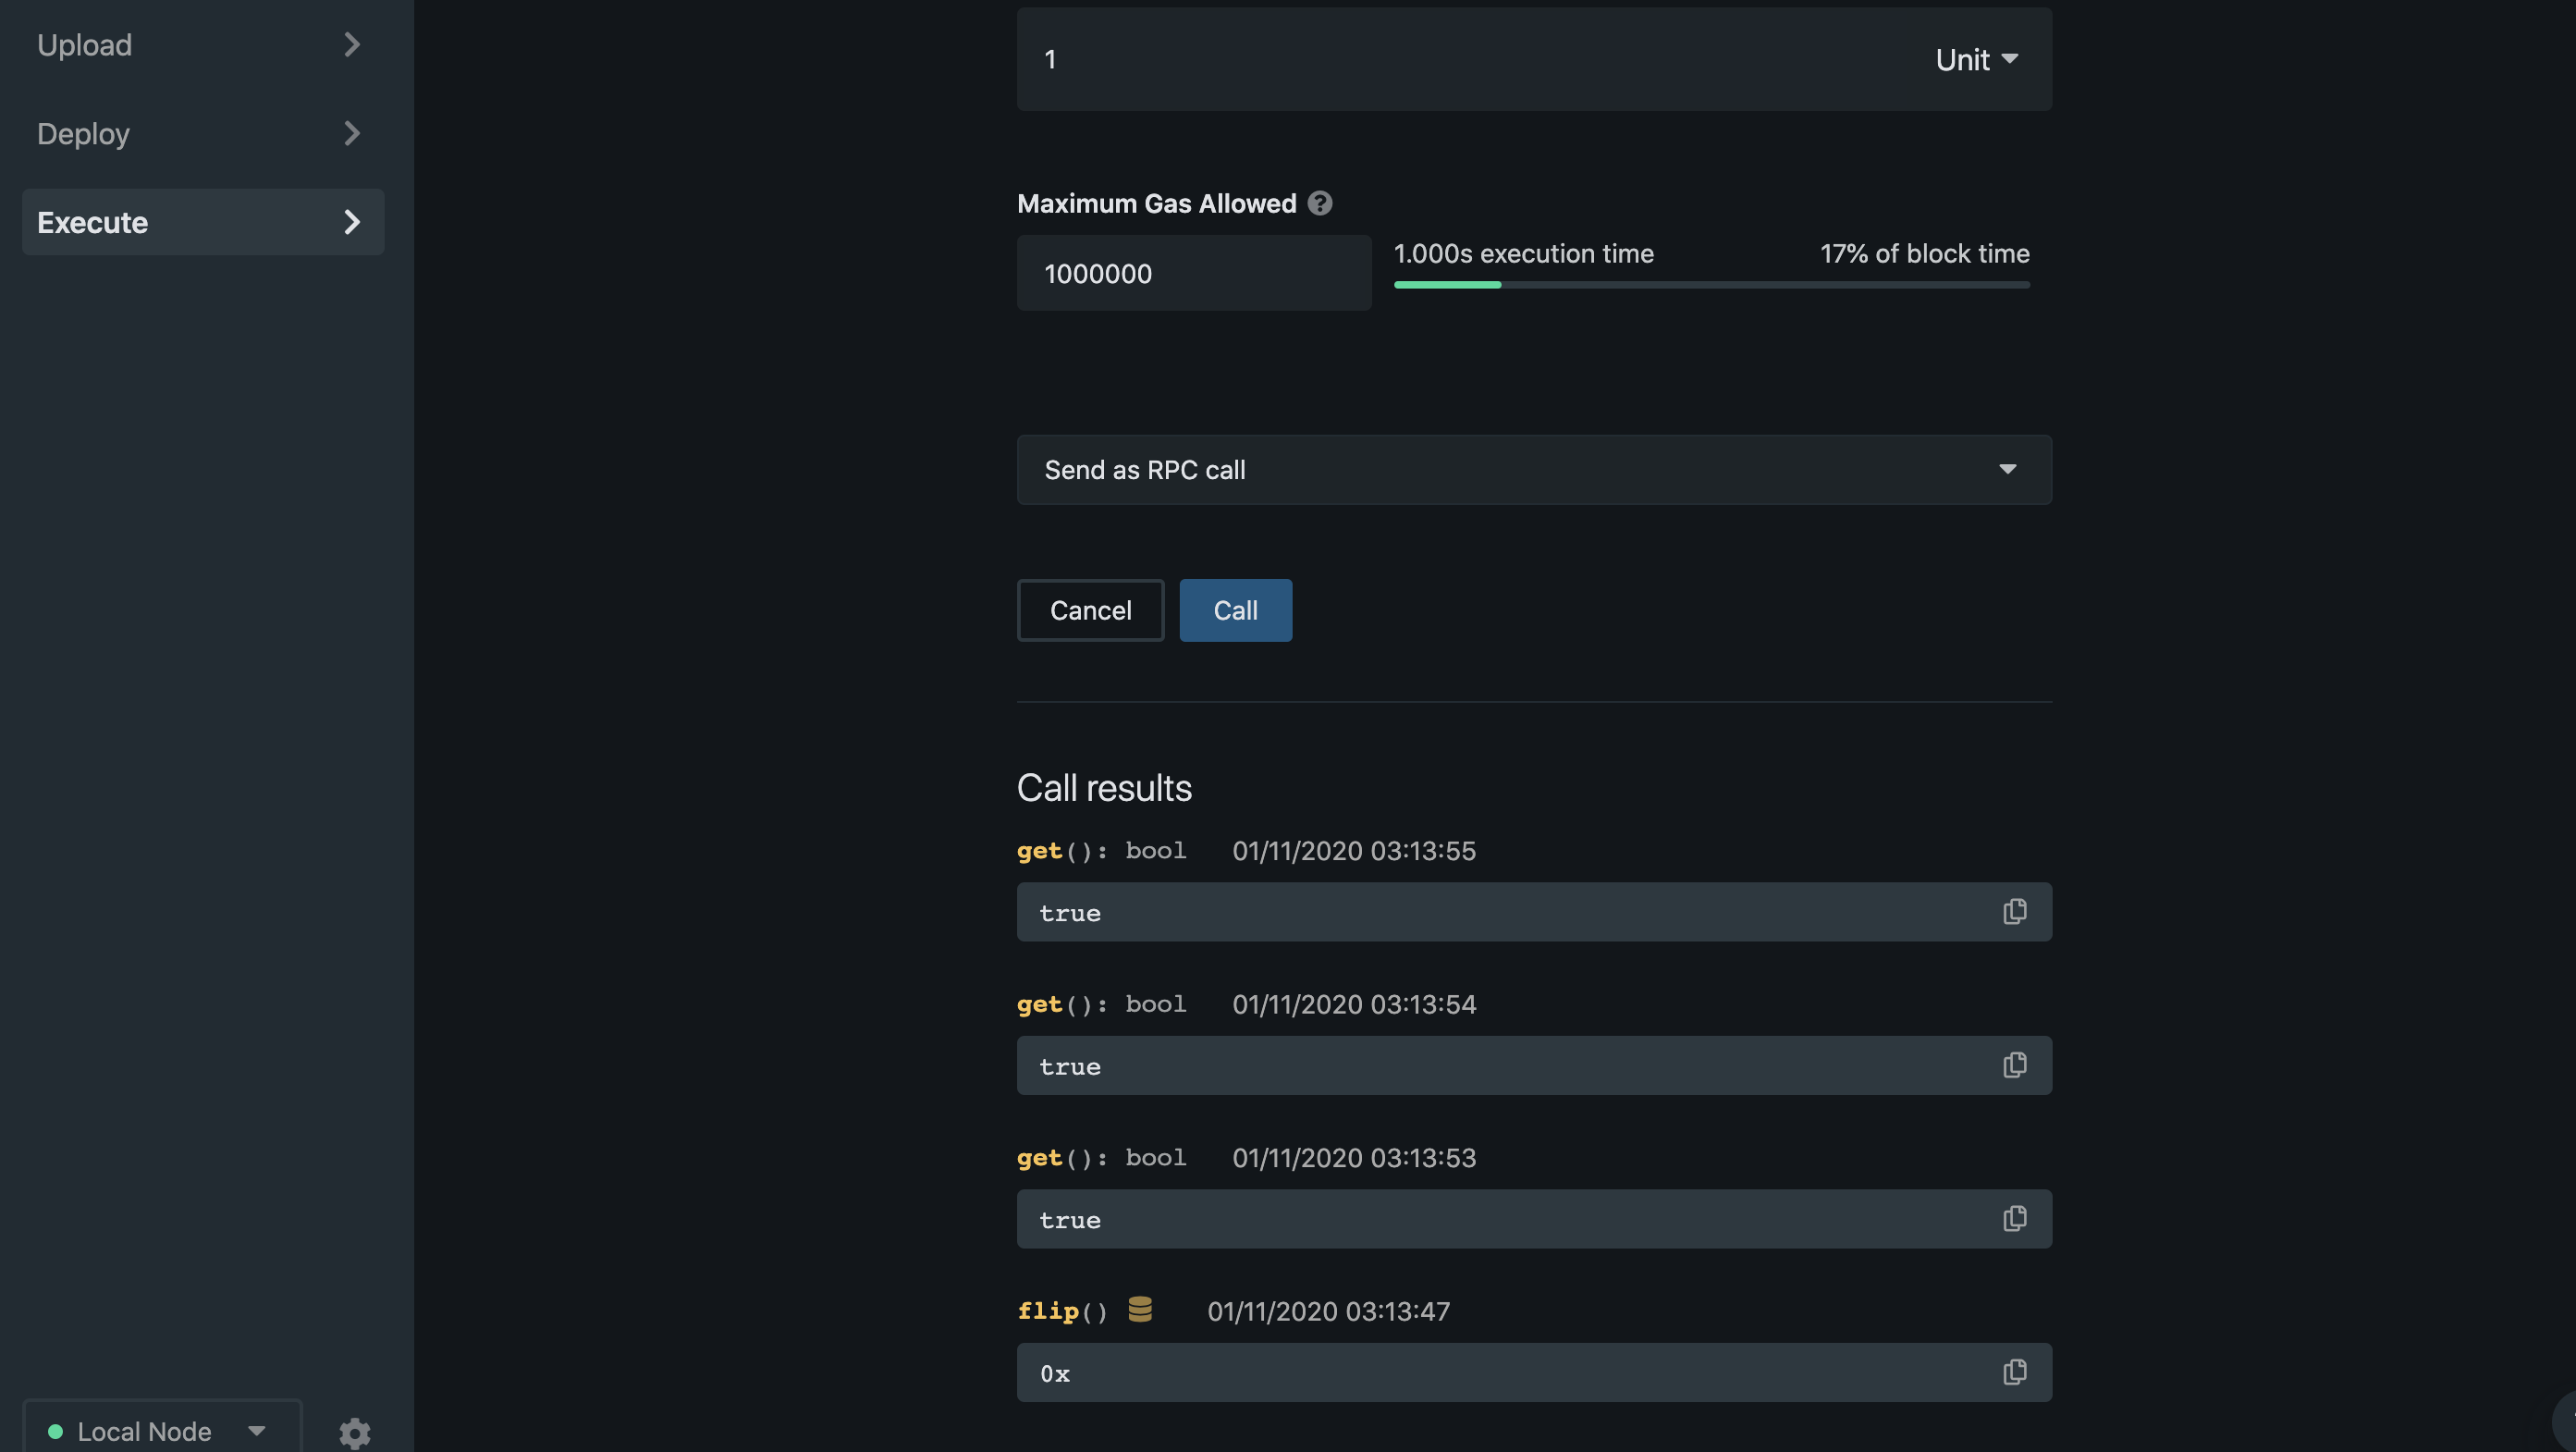 Upload
Deploy
Execute
1 Unit
Maximum Gas Allowed ?
1000000
1.000s execution time 17% of block time
Send as RPC call
Cancel Call
Call results
get(): bool 01/11/2020 03:13:55
true
get(): bool 01/11/2020 03:13:54
true
get(): bool 01/11/2020 03:13:53
true
flip() 01/11/2020 03:13:47
0x
Local Node